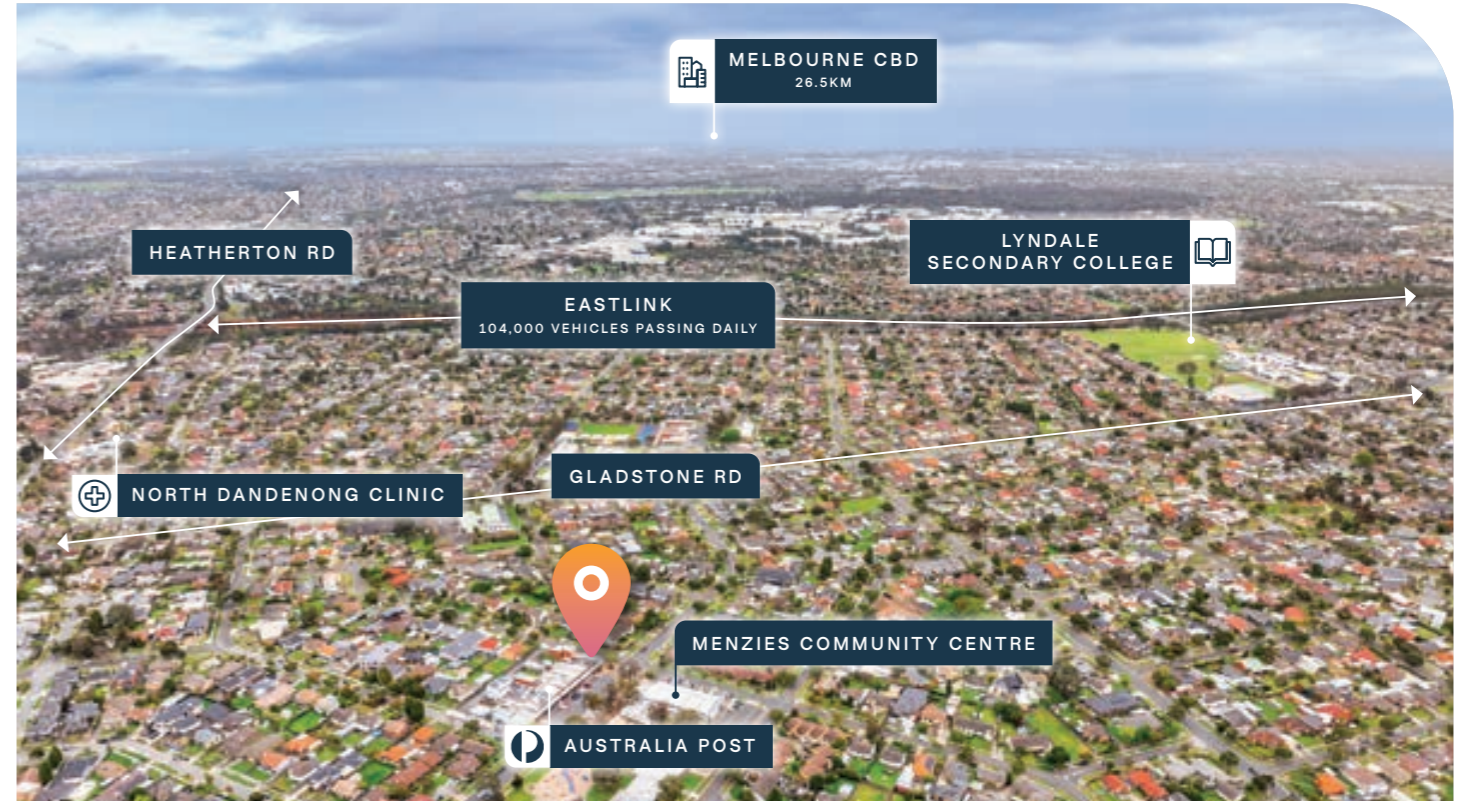 MELBOURNE CBD
26.5KM
HEATHERTON RD
LYNDALE
SECONDARY COLLEGE
EASTLINK
104,000 VEHICLES PASSING DAILY
GLADSTONE RD
NORTH DANDENONG CLINIC
MENZIES COMMUNITY CENTRE
AUSTRALIA POST